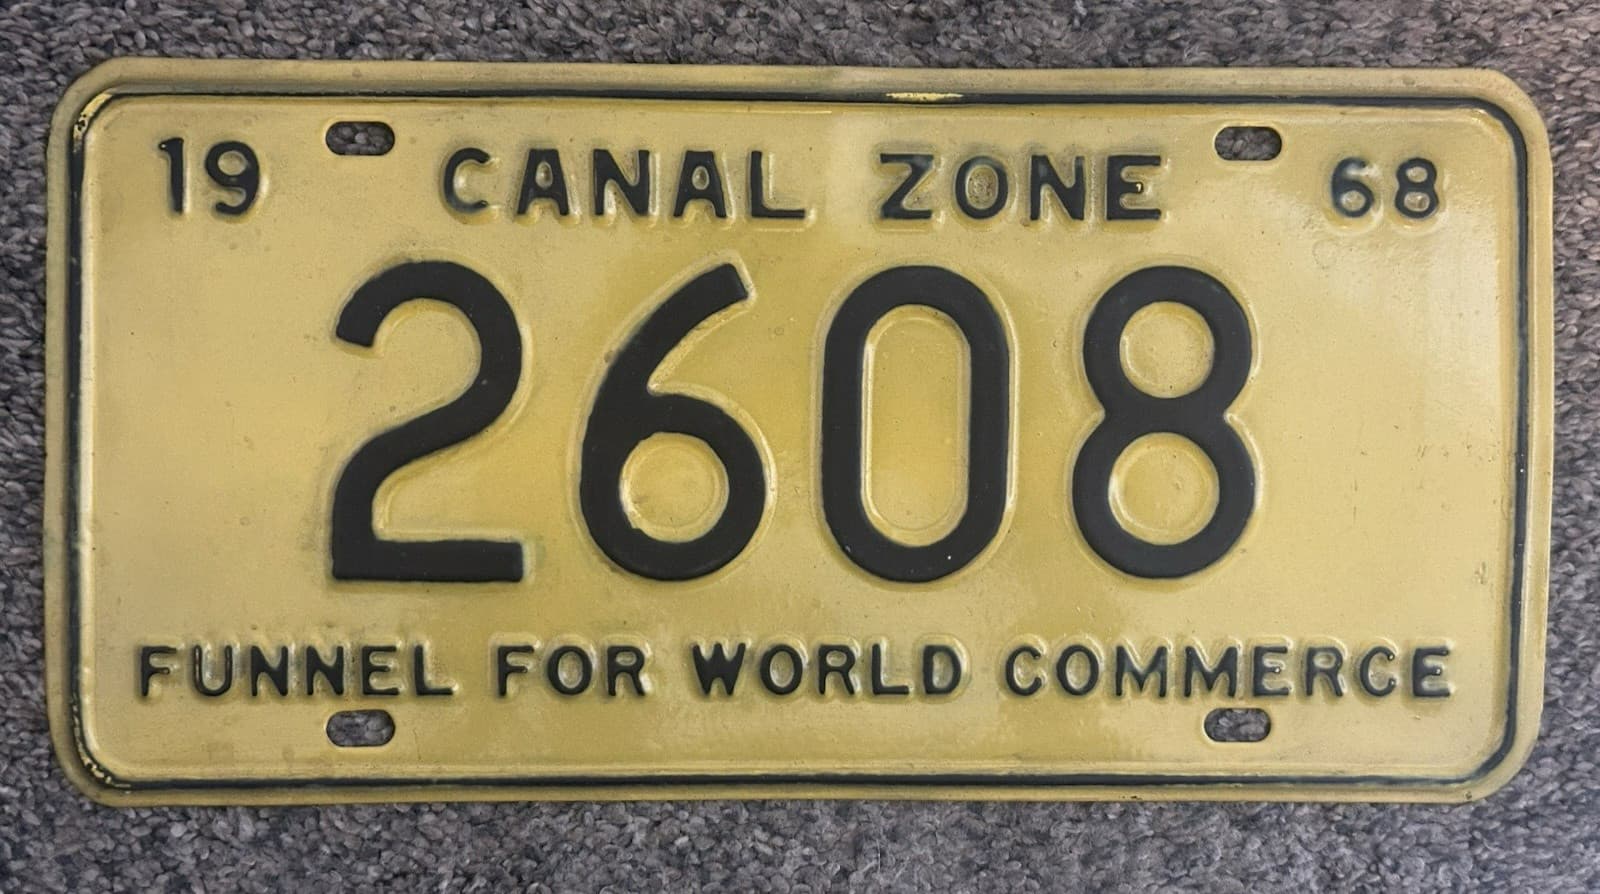 19 CANAL ZONE 68
2608
FUNNEL FOR WORLD COMMERCE